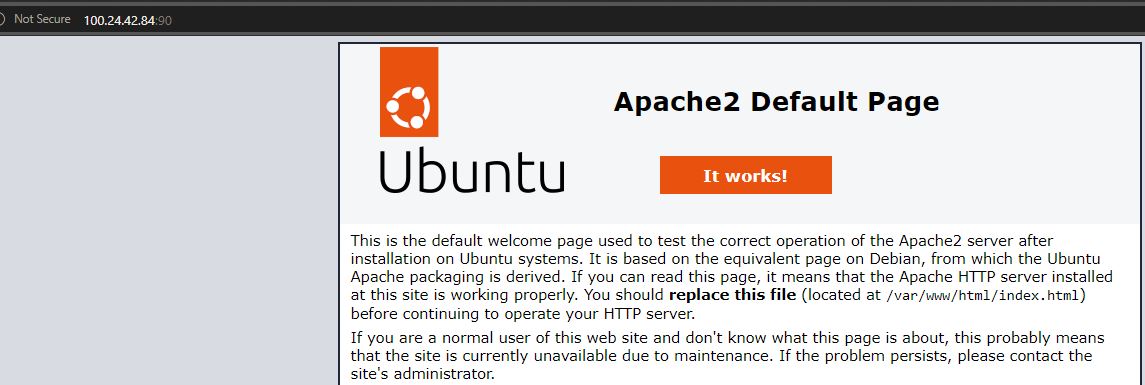 Not Secure 100.24.42.84:90
Apache2 Default Page
Ubuntu
It works!
This is the default welcome page used to test the correct operation of the Apache2 server after
installation on Ubuntu systems. It is based on the equivalent page on Debian, from which the Ubuntu
Apache packaging is derived. If you can read this page, it means that the Apache HTTP server installed
at this site is working properly. You should replace this file (located at /var/www/html/index.html)
before continuing to operate your HTTP server.
If you are a normal user of this web site and don't know what this page is about, this probably means
that the site is currently unavailable due to maintenance. If the problem persists, please contact the
site's administrator.